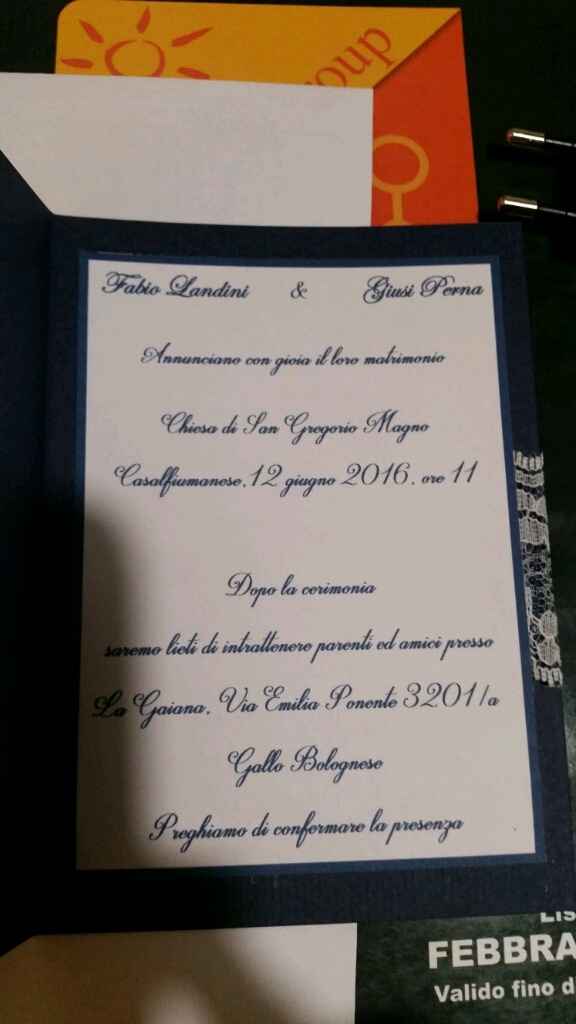 oup
Fabio Landini & Giusi Perna
Annunciano con gioia il loro matrimonio
Chiesa di San Gregorio Magno
Casalfiumanese, 12 giugno 2016, ore 11
Dopo la cerimonia
saremo lieti di intrattenere parenti ed amici presso
La Gaiana, Via Emilia Ponente 3201/a
Gallo Bolognese
Preghiamo di confermare la presenza
LIS
FEBBRA
Valido fino d